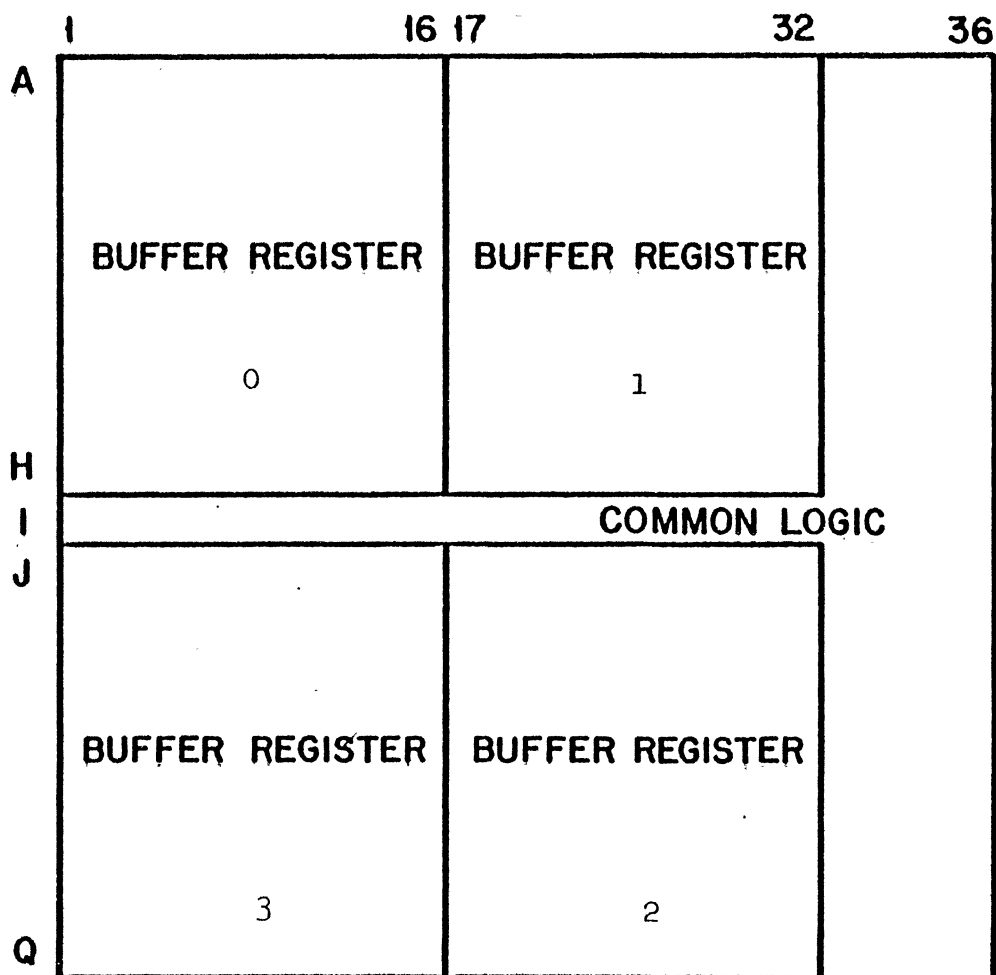 1 16 17 32 36
A
BUFFER REGISTER BUFFER REGISTER
0 1
H
I COMMON LOGIC
J
BUFFER REGISTER BUFFER REGISTER
3 2
Q